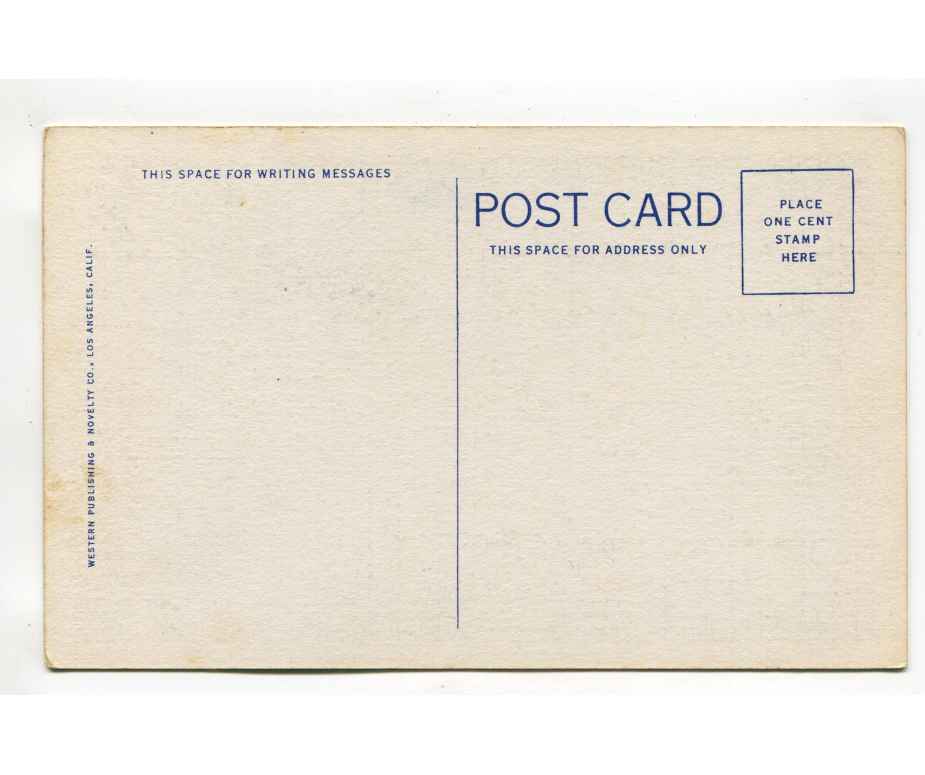 THIS SPACE FOR WRITING MESSAGES
POST CARD
THIS SPACE FOR ADDRESS ONLY
PLACE
ONE CENT
STAMP
HERE
WESTERN PUBLISHING & NOVELTY CO., LOS ANGELES, CALIF.